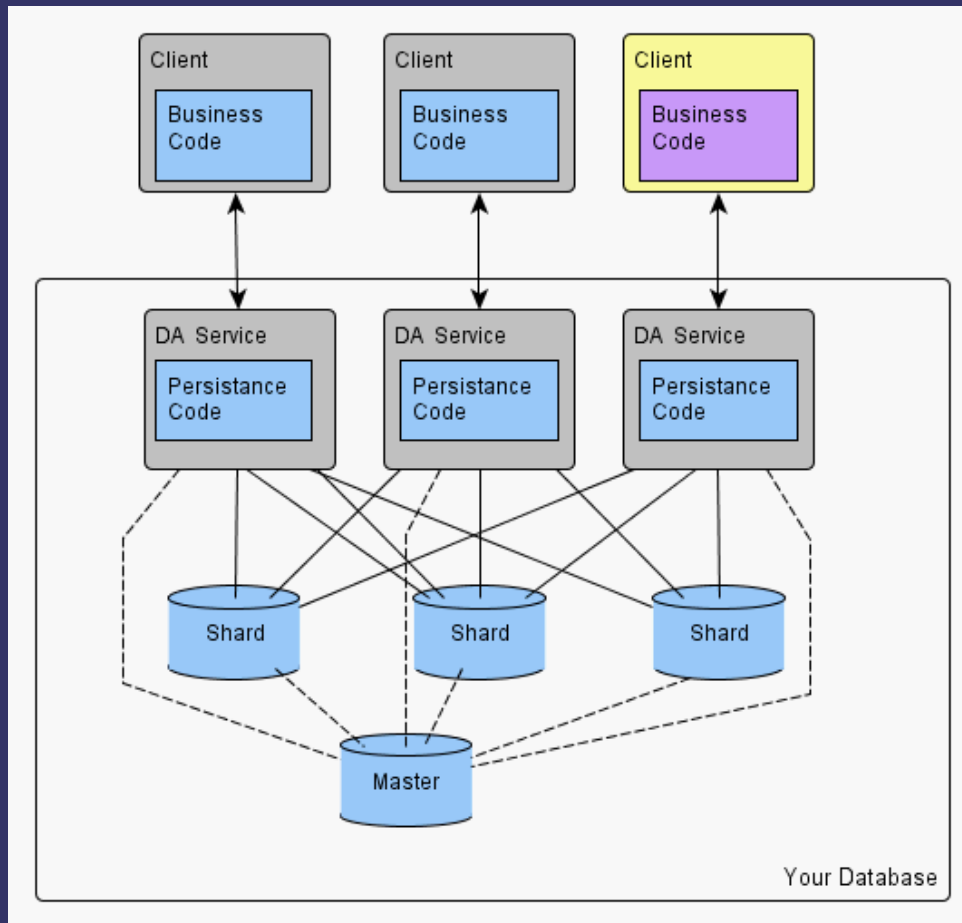 Client
Business
Code
Client
Business
Code
Client
Business
Code
DA Service
Persistance
Code
DA Service
Persistance
Code
DA Service
Persistance
Code
Shard
Shard
Shard
Master
Your Database